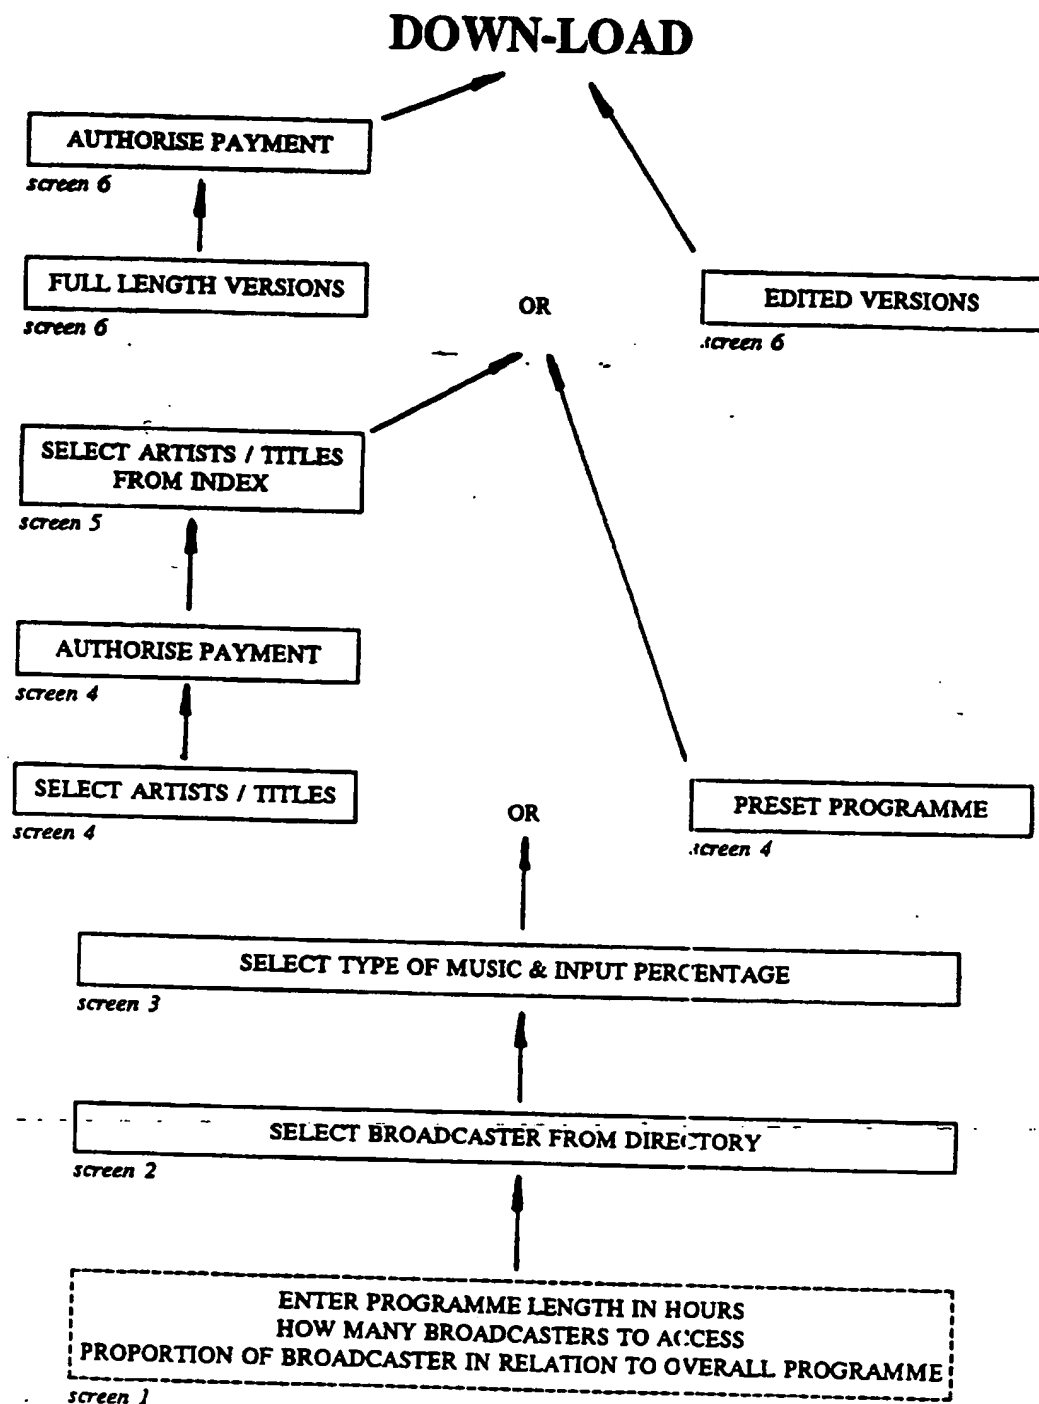 DOWN-LOAD
AUTHORISE PAYMENT
screen 6
FULL LENGTH VERSIONS
screen 6
OR
EDITED VERSIONS
screen 6
SELECT ARTISTS / TITLES
FROM INDEX
screen 5
AUTHORISE PAYMENT
screen 4
SELECT ARTISTS / TITLES
screen 4
OR
PRESET PROGRAMME
screen 4
SELECT TYPE OF MUSIC & INPUT PERCENTAGE
screen 3
SELECT BROADCASTER FROM DIRECTORY
screen 2
ENTER PROGRAMME LENGTH IN HOURS
HOW MANY BROADCASTERS TO ACCESS
PROPORTION OF BROADCASTER IN RELATION TO OVERALL PROGRAMME
screen 1